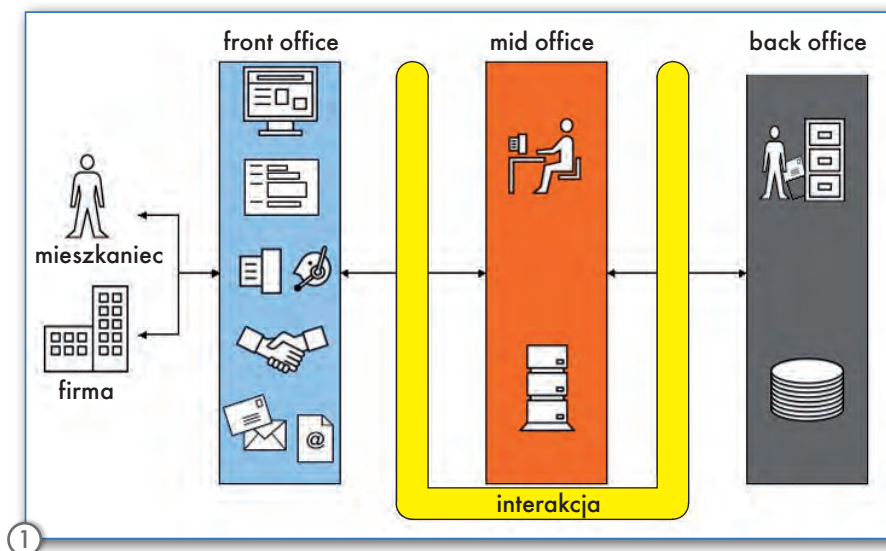 front office
mid office
back office
mieszkaniec
firma
@
interakcja
1